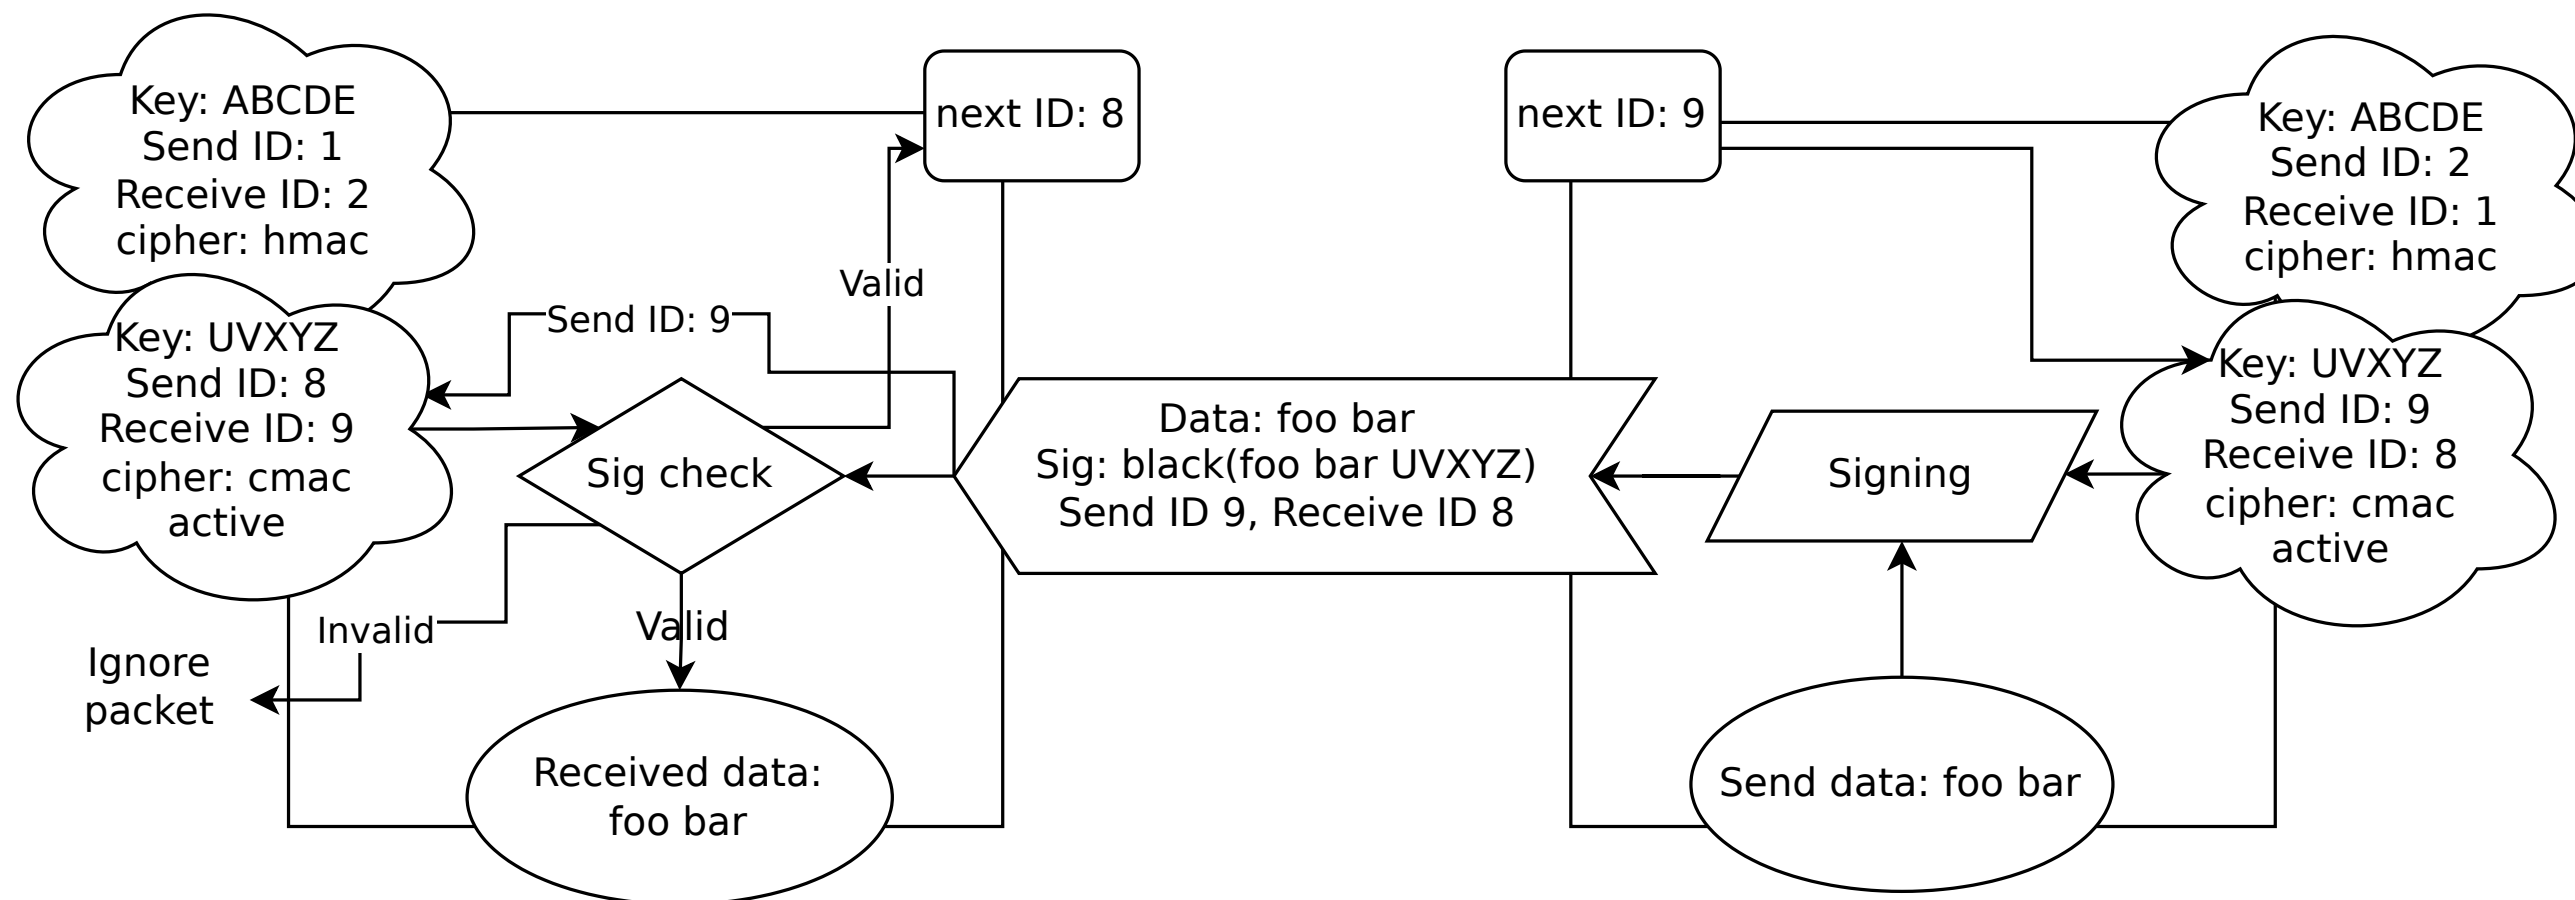 Key: ABCDE
Send ID: 1
Receive ID: 2
cipher: hmac
next ID: 8
next ID: 9
Key: ABCDE
Send ID: 2
Receive ID: 1
cipher: hmac
Valid
Send ID: 9
Key: UVXYZ
Send ID: 8
Receive ID: 9
cipher: cmac
active
Sig check
Data: foo bar
Sig: black(foo bar UVXYZ)
Send ID 9, Receive ID 8
Signing
Key: UVXYZ
Send ID: 9
Receive ID: 8
cipher: cmac
active
Invalid
Valid
Ignore
packet
Received data:
foo bar
Send data: foo bar